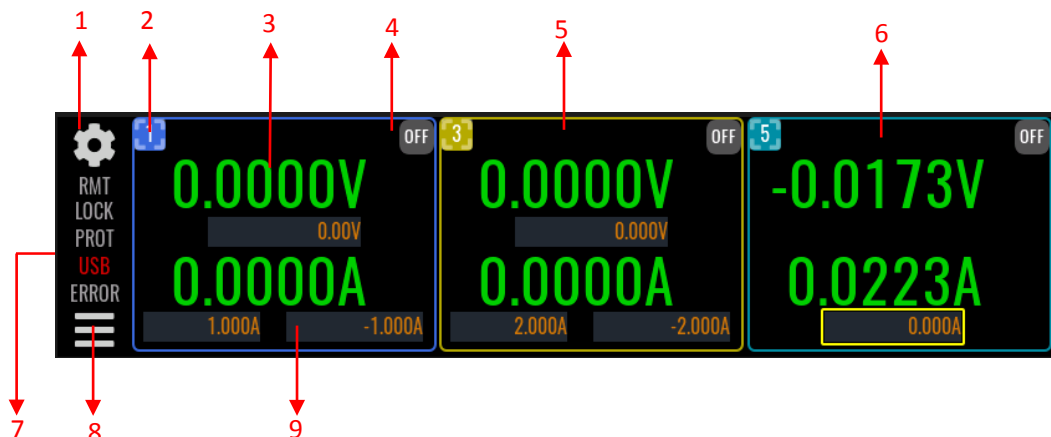 1 2 3 4 5 6
1 OFF 3 OFF 5 OFF
0.0000V 0.0000V -0.0173V
RMT
LOCK
PROT
USB
ERROR
0.00V 0.000V
0.0000A 0.0000A 0.0223A
1.000A -1.000A 2.000A -2.000A 0.000A
7 8 9